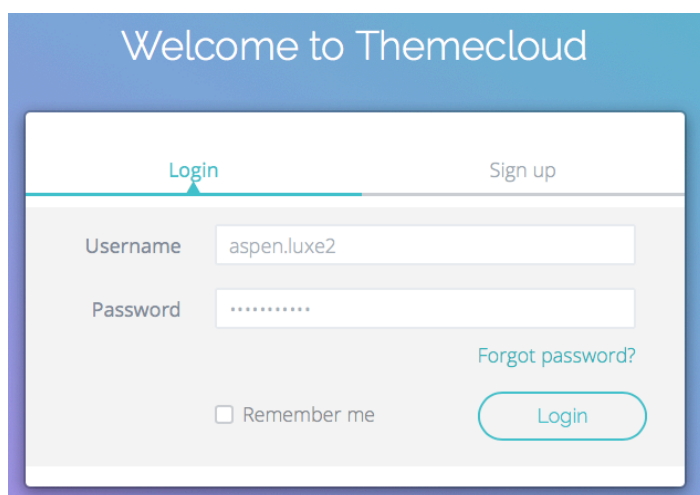 Welcome to Themecloud
Login Sign up
Username aspen.luxe2
Password ···········
Forgot password?
Remember me Login